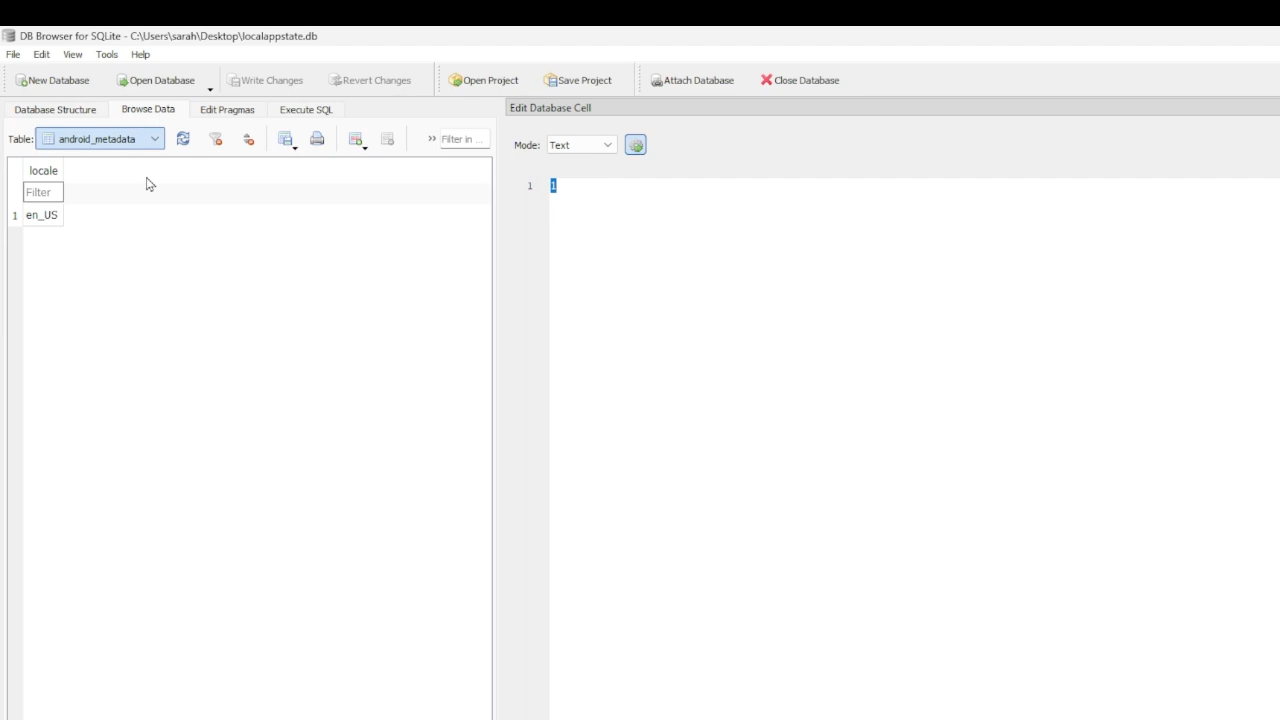 DB Browser for SQLite - C:\Users\sarah\Desktop\localappstate.db
File Edit View Tools Help
New Database Open Database Write Changes Revert Changes Open Project Save Project Attach Database Close Database
Database Structure Browse Data Edit Pragmas Execute SQL
Edit Database Cell
Table: android_metadata » Filter in ...
Mode: Text
locale
Filter
1 en_US
1 1